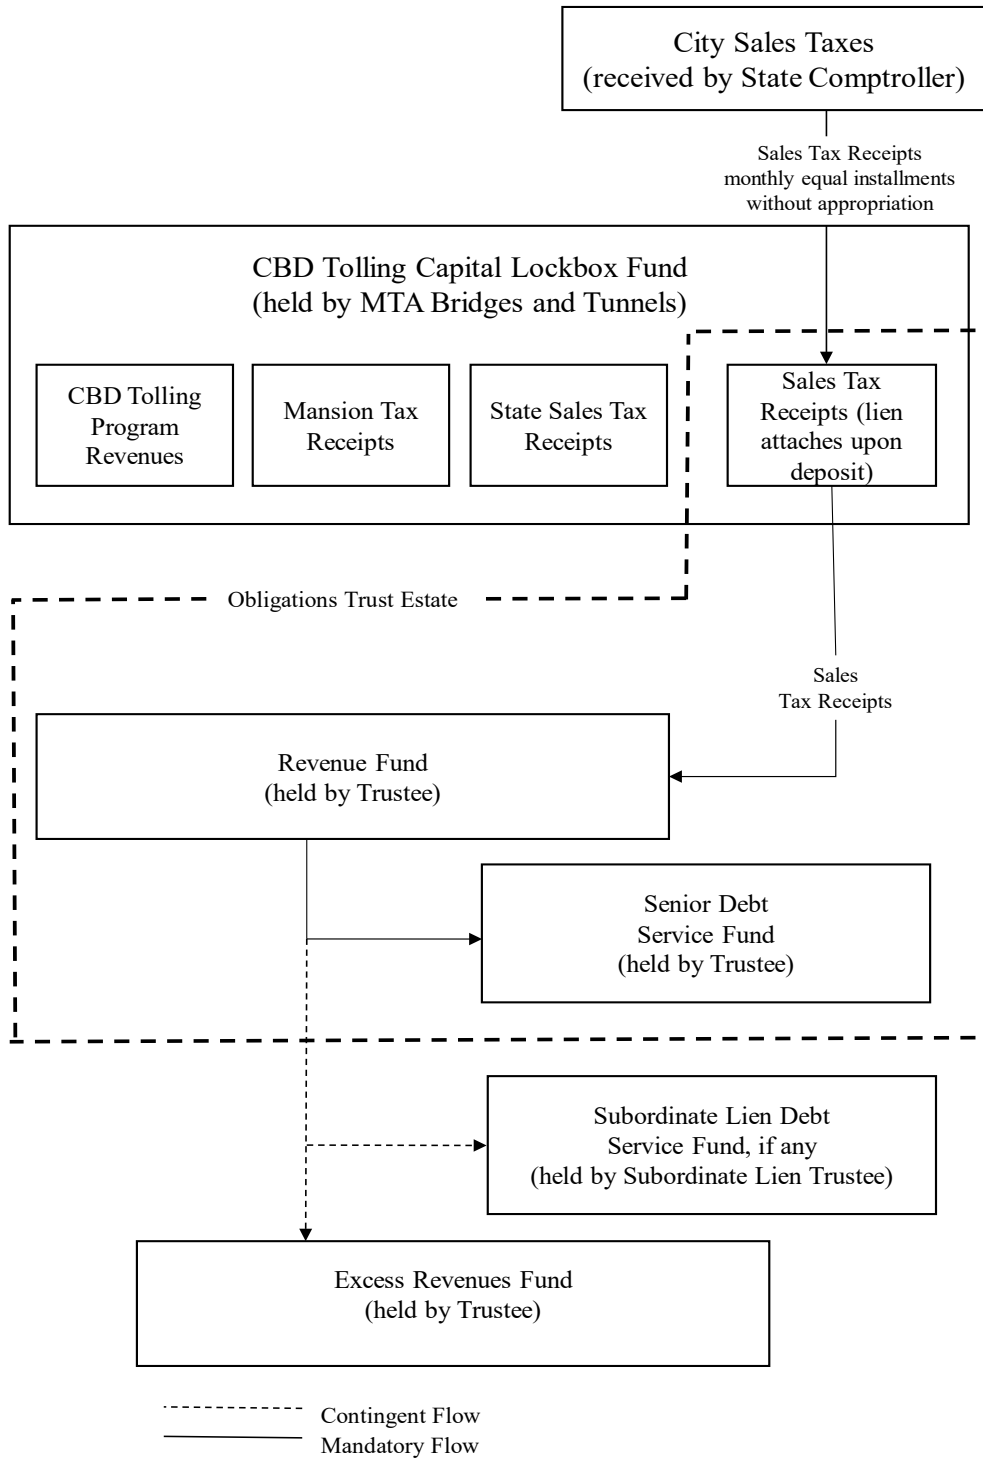 City Sales Taxes
(received by State Comptroller)
Sales Tax Receipts
monthly equal installments
without appropriation
CBD Tolling Capital Lockbox Fund
(held by MTA Bridges and Tunnels)
CBD Tolling
Program
Revenues
Mansion Tax
Receipts
State Sales Tax
Receipts
Sales Tax
Receipts (lien
attaches upon
deposit)
Obligations Trust Estate
Sales
Tax Receipts
Revenue Fund
(held by Trustee)
Senior Debt
Service Fund
(held by Trustee)
Subordinate Lien Debt
Service Fund, if any
(held by Subordinate Lien Trustee)
Excess Revenues Fund
(held by Trustee)
Contingent Flow
Mandatory Flow